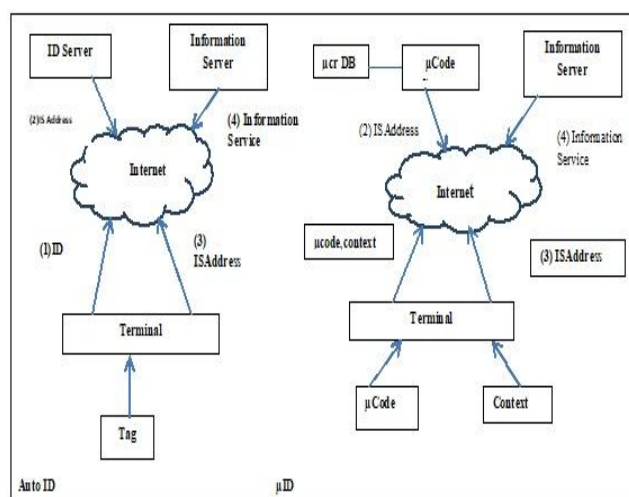 ID Server
Information
Server
(2)IS Address
(4) Information
Service
Internet
(1) ID
(3)
ISAddress
Terminal
Tag
Auto ID
µcr DB
µCode
Information
Server
(2) IS Address
(4) Information
Service
Internet
µcode,context
(3) ISAddress
Terminal
µCode
Context
µID